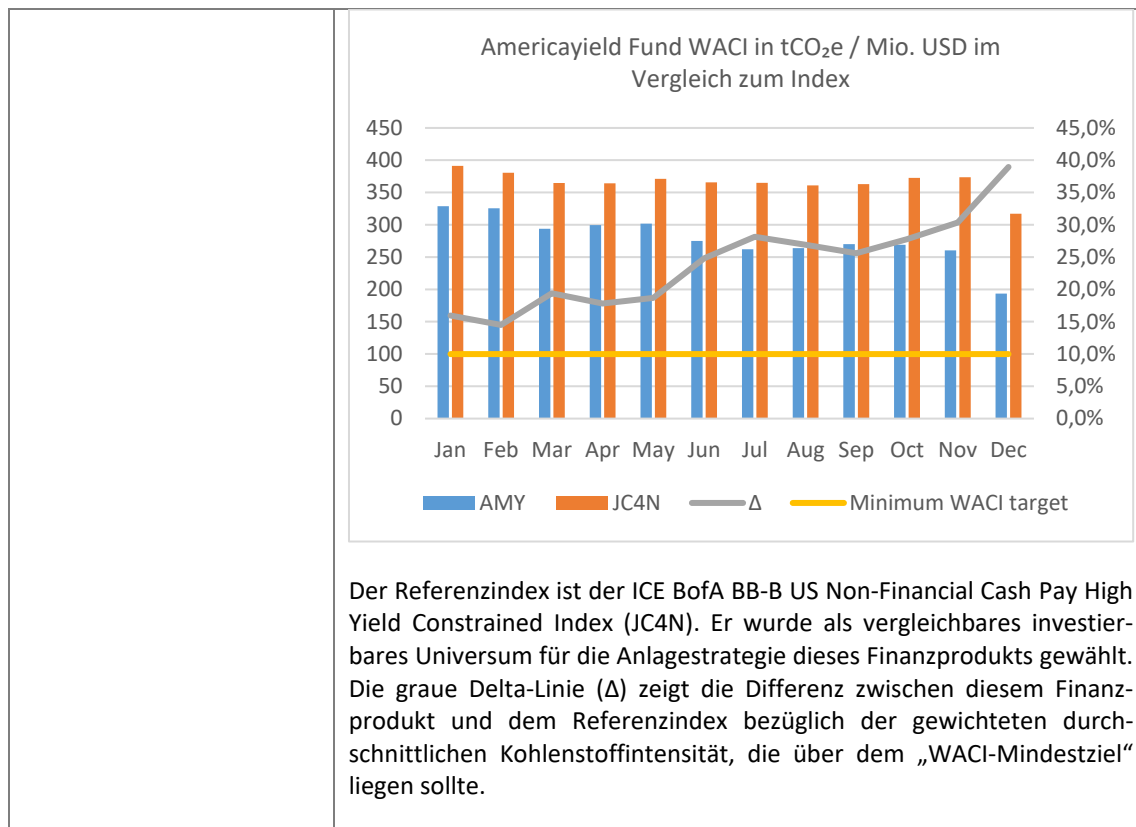 Americayield Fund WACI in tCO₂e / Mio. USD im
Vergleich zum Index
450
400
350
300
250
200
150
100
50
0
45,0%
40,0%
35,0%
30,0%
25,0%
20,0%
15,0%
10,0%
5,0%
0,0%
Jan Feb Mar Apr May Jun Jul Aug Sep Oct Nov Dec
AMY JC4N Δ Minimum WACI target
Der Referenzindex ist der ICE BofA BB-B US Non-Financial Cash Pay High
Yield Constrained Index (JC4N). Er wurde als vergleichbares investier-
bares Universum für die Anlagestrategie dieses Finanzprodukts gewählt.
Die graue Delta-Linie (Δ) zeigt die Differenz zwischen diesem Finanz-
produkt und dem Referenzindex bezüglich der gewichteten durch-
schnittlichen Kohlenstoffintensität, die über dem „WACI-Mindestziel“
liegen sollte.